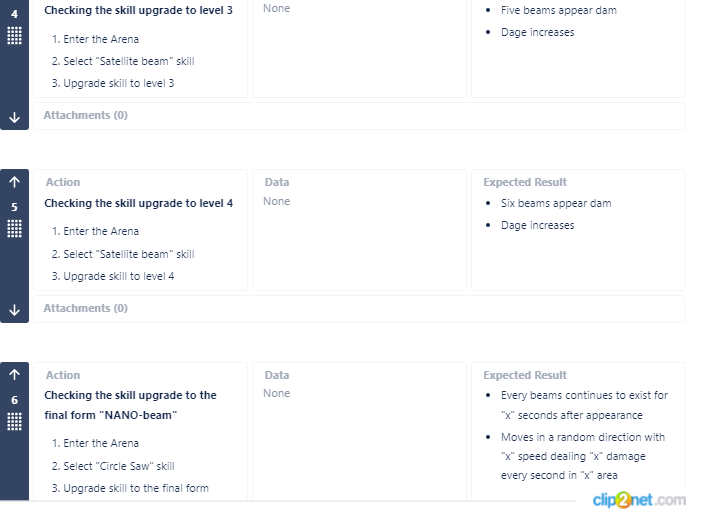 4
Checking the skill upgrade to level 3
None
Five beams appear dam
1. Enter the Arena
Dage increases
2. Select "Satellite beam" skill
3. Upgrade skill to level 3
Attachments (0)
Action
Data
Expected Result
5
Checking the skill upgrade to level 4
None
Six beams appear dam
1. Enter the Arena
Dage increases
2. Select "Satellite beam" skill
3. Upgrade skill to level 4
Attachments (0)
Action
Data
Expected Result
6
Checking the skill upgrade to the
final form "NANO-beam"
None
Every beams continues to exist for
"x" seconds after appearance
1. Enter the Arena
2. Select "Circle Saw" skill
3. Upgrade skill to the final form
Moves in a random direction with
"x" speed dealing "x" damage
every second in "x" area
clip2net.com